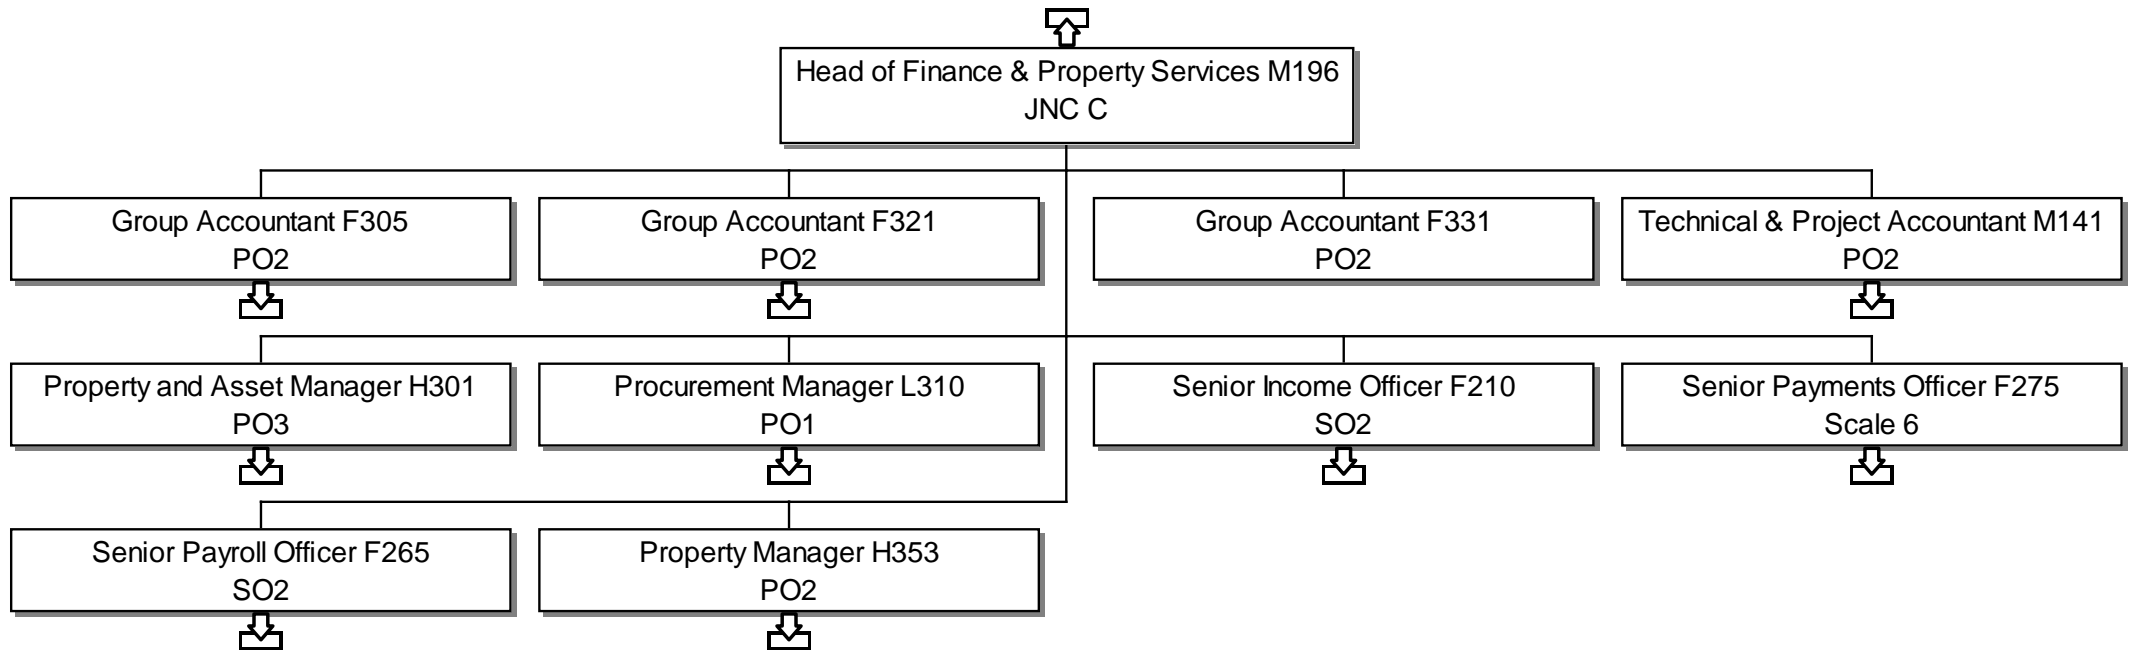 Head of Finance & Property Services M196
JNC C
Group Accountant F305
PO2
Group Accountant F321
PO2
Group Accountant F331
PO2
Technical & Project Accountant M141
PO2
Property and Asset Manager H301
PO3
Procurement Manager L310
PO1
Senior Income Officer F210
SO2
Senior Payments Officer F275
Scale 6
Senior Payroll Officer F265
SO2
Property Manager H353
PO2